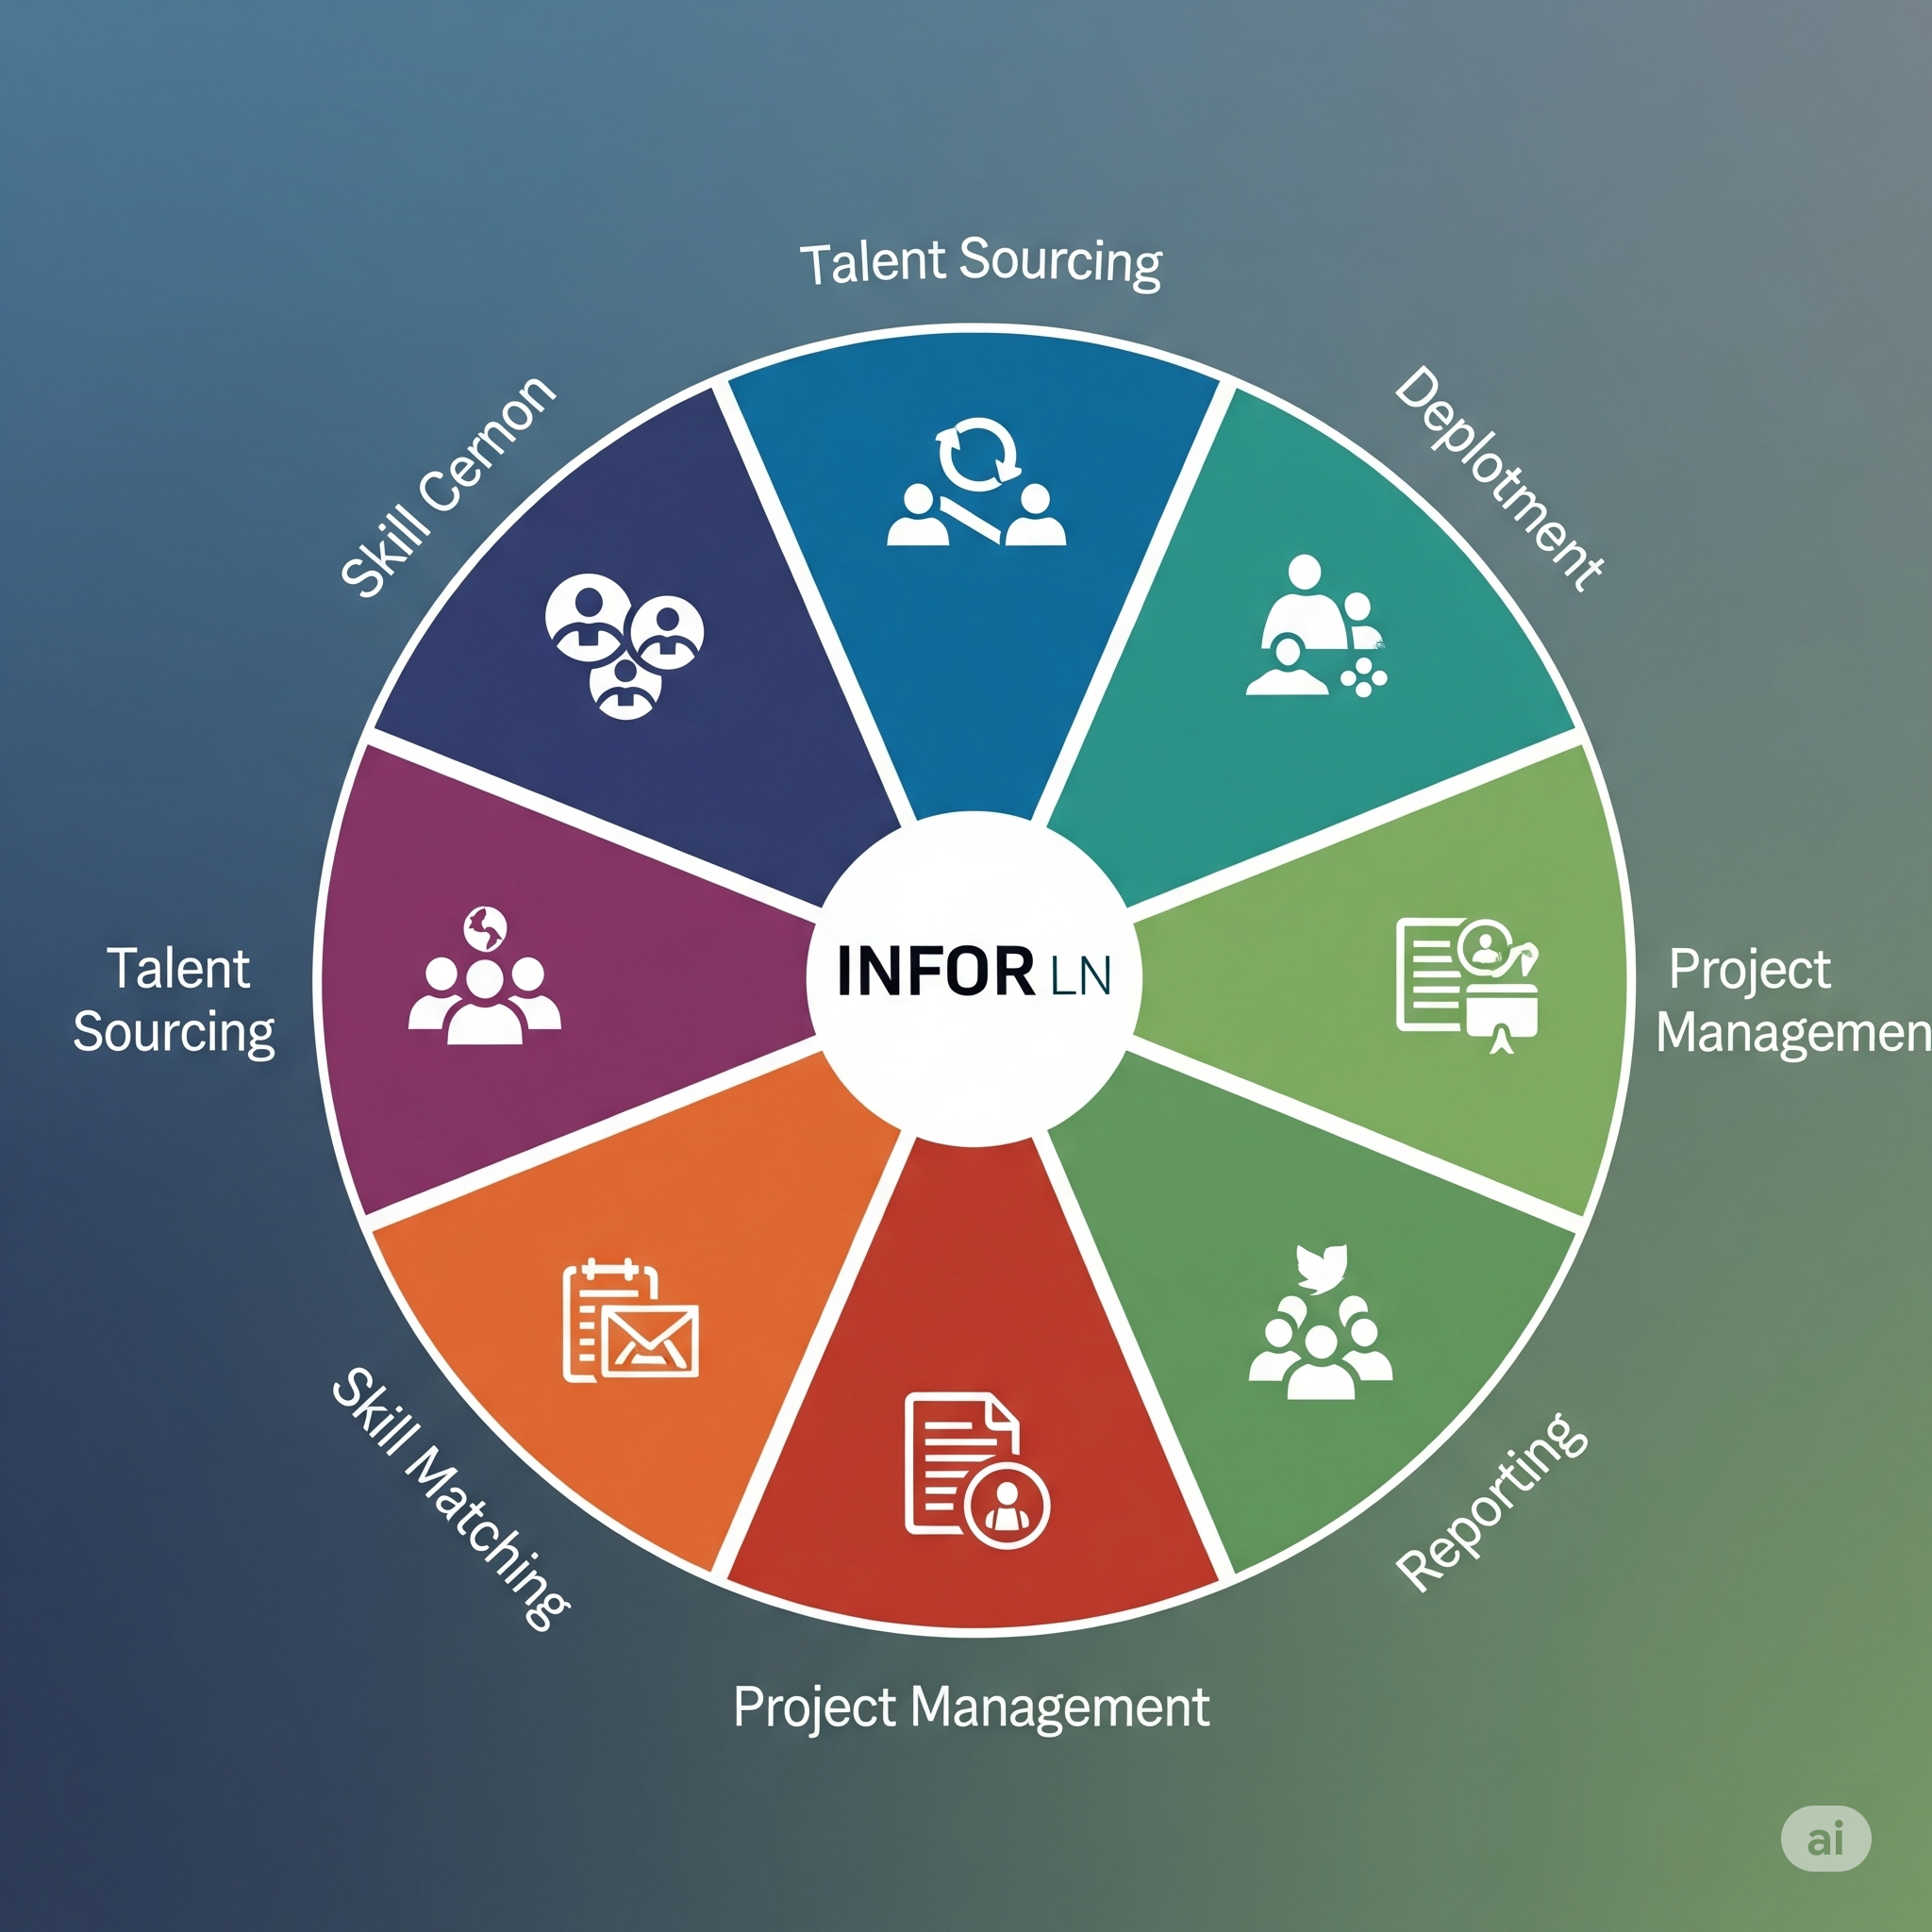 Talent Sourcing
Skill Cernon
Deplotment
Talent
Sourcing
INFOR LN
Project
Managemen
Skill Matching
Reporting
Project Management
ai